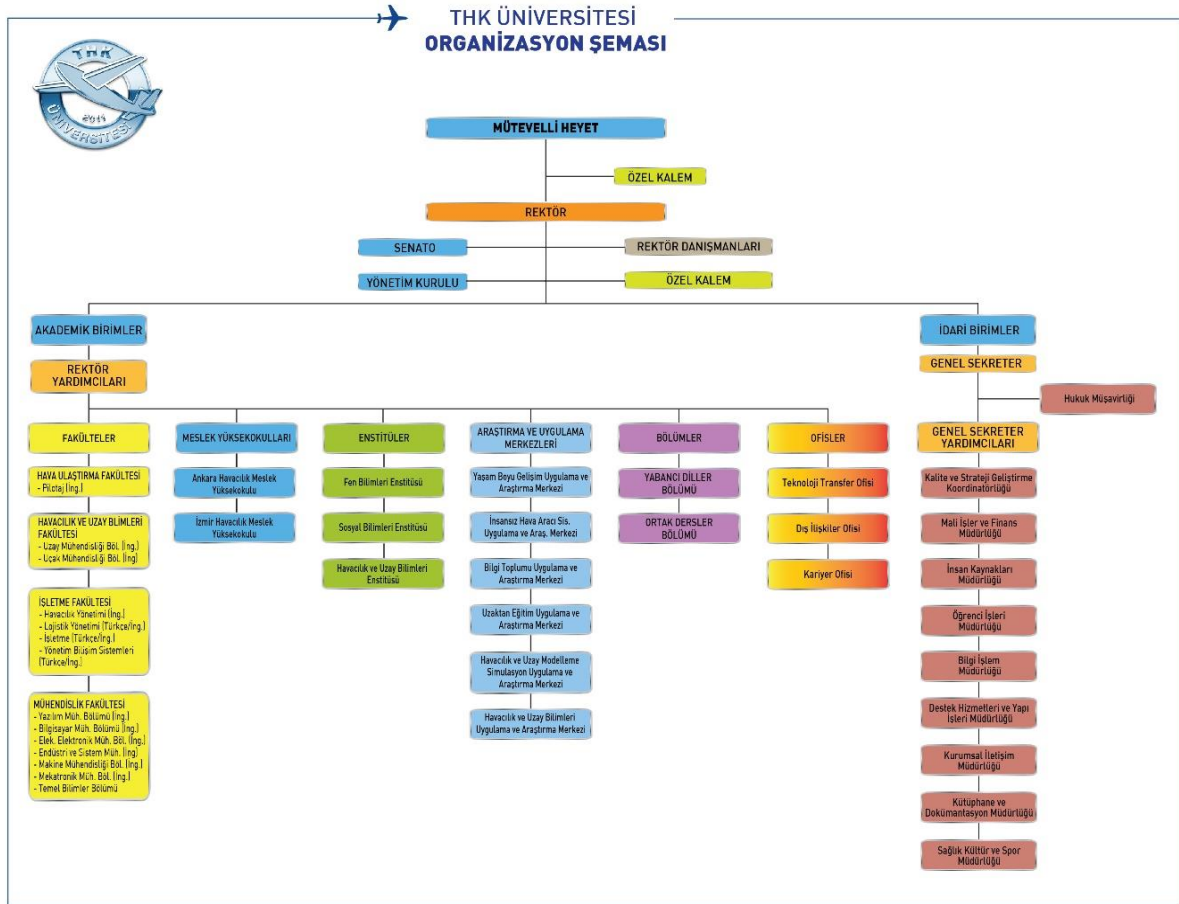 THK ÜNİVERSİTESİ
ORGANİZASYON ŞEMASI
THK
2011
ÜNİVERSİTESİ
MÜTEVELLİ HEYET
ÖZEL KALEM
REKTÖR
SENATO
REKTÖR DANIŞMANLARI
YÖNETİM KURULU
ÖZEL KALEM
AKADEMİK BİRİMLER
REKTÖR
YARDIMCILARI
FAKÜLTELER
HAVA ULAŞTIRMA FAKÜLTESİ
- Pilotaj (İng.)
HAVACILIK VE UZAY BLİMLERİ
FAKÜLTESİ
- Uzay Mühendisliği Böl. (İng.)
- Uçak Mühendisliği Böl. (İng)
İŞLETME FAKÜLTESİ
- Havacılık Yönetimi (İng.)
- Lojistik Yönetimi (Türkçe/İng.)
- İşletme (Türkçe/İng.)
- Yönetim Bilişim Sistemleri
(Türkçe/İng.)
MÜHENDİSLİK FAKÜLTESİ
- Yazılım Müh. Bölümü (İng.)
- Bilgisayar Müh. Bölümü (İng.)
- Elek. Elektronik Müh. Böl. (İng.)
- Endüstri ve Sistem Müh. (İng)
- Makine Mühendisliği Böl. (İng.)
- Mekatronik Müh. Böl. (İng.)
- Temel Bilimler Bölümü
MESLEK YÜKSEKOKULLARI
Ankara Havacılık Meslek
Yüksekokulu
İzmir Havacılık Meslek
Yüksekokulu
ENSTİTÜLER
Fen Bilimleri Enstitüsü
Sosyal Bilimleri Enstitüsü
Havacılık ve Uzay Bilimleri
Enstitüsü
ARAŞTIRMA VE UYGULAMA
MERKEZLERİ
Yaşam Boyu Gelişim Uygulama ve
Araştırma Merkezi
İnsansız Hava Aracı Sis.
Uygulama ve Araş. Merkezi
Bilgi Toplumu Uygulama ve
Araştırma Merkezi
Uzaktan Eğitim Uygulama ve
Araştırma Merkezi
Havacılık ve Uzay Modelleme
Simulasyon Uygulama ve
Araştırma Merkezi
Havacılık ve Uzay Bilimleri
Uygulama ve Araştırma Merkezi
BÖLÜMLER
YABANCI DİLLER
BÖLÜMÜ
ORTAK DERSLER
BÖLÜMÜ
OFİSLER
Teknoloji Transfer Ofisi
Dış İlişkiler Ofisi
Kariyer Ofisi
İDARİ BİRİMLER
GENEL SEKRETER
Hukuk Müşavirliği
GENEL SEKRETER
YARDIMCILARI
Kalite ve Strateji Geliştirme
Koordinatörlüğü
Mali İşler ve Finans
Müdürlüğü
İnsan Kaynakları
Müdürlüğü
Öğrenci İşleri
Müdürlüğü
Bilgi İşlem
Müdürlüğü
Destek Hizmetleri ve Yapı
İşleri Müdürlüğü
Kurumsal İletişim
Müdürlüğü
Kütüphane ve
Dokümantasyon Müdürlüğü
Sağlık Kültür ve Spor
Müdürlüğü